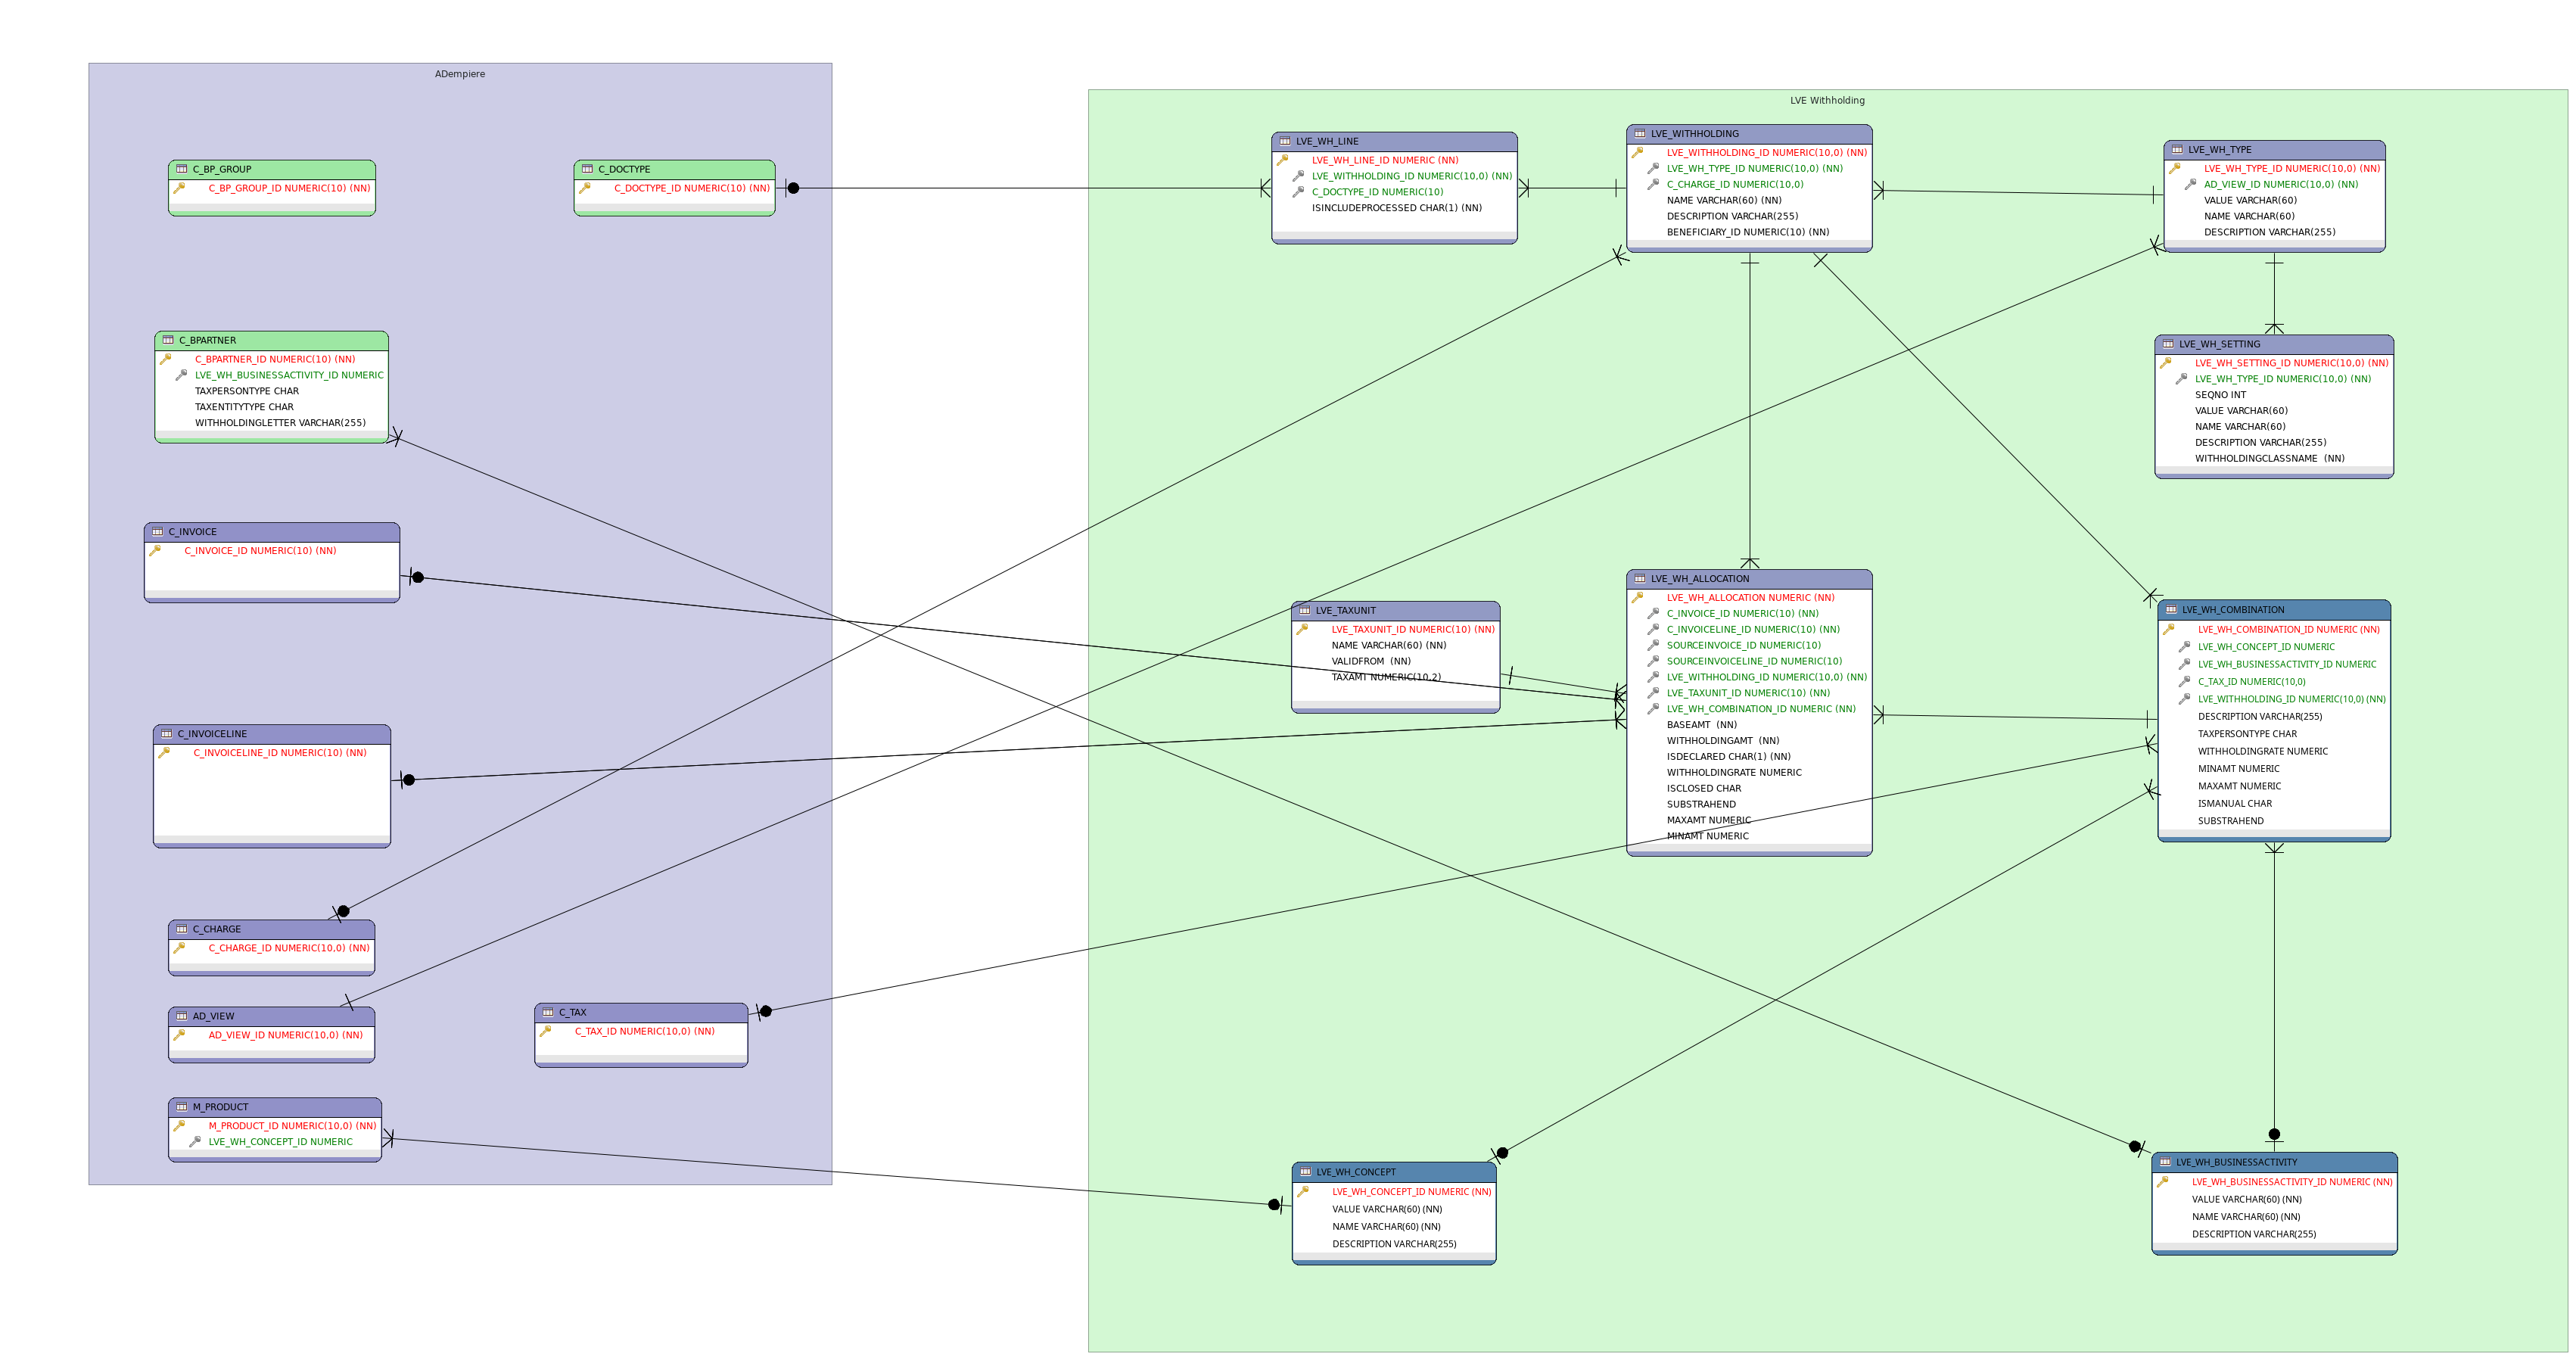 ADempiere
C_BP_GROUP
C_BP_GROUP_ID NUMERIC(10) (NN)
C_DOCTYPE
C_DOCTYPE_ID NUMERIC(10) (NN)
C_BPARTNER
C_BPARTNER_ID NUMERIC(10) (NN)
LVE_WH_BUSINESSACTIVITY_ID NUMERIC
TAXPERSONTYPE CHAR
TAXENTITYTYPE CHAR
WITHHOLDINGLETTER VARCHAR(255)
C_INVOICE
C_INVOICE_ID NUMERIC(10) (NN)
C_INVOICELINE
C_INVOICELINE_ID NUMERIC(10) (NN)
C_CHARGE
C_CHARGE_ID NUMERIC(10,0) (NN)
AD_VIEW
AD_VIEW_ID NUMERIC(10,0) (NN)
C_TAX
C_TAX_ID NUMERIC(10,0) (NN)
M_PRODUCT
M_PRODUCT_ID NUMERIC(10,0) (NN)
LVE_WH_CONCEPT_ID NUMERIC
LVE Withholding
LVE_WH_LINE
LVE_WH_LINE_ID NUMERIC (NN)
LVE_WITHHOLDING_ID NUMERIC(10,0) (NN)
C_DOCTYPE_ID NUMERIC(10)
ISINCLUDEPROCESSED CHAR(1) (NN)
LVE_WITHHOLDING
LVE_WITHHOLDING_ID NUMERIC(10,0) (NN)
LVE_WH_TYPE_ID NUMERIC(10,0) (NN)
C_CHARGE_ID NUMERIC(10,0)
NAME VARCHAR(60) (NN)
DESCRIPTION VARCHAR(255)
BENEFICIARY_ID NUMERIC(10) (NN)
LVE_WH_TYPE
LVE_WH_TYPE_ID NUMERIC(10,0) (NN)
AD_VIEW_ID NUMERIC(10,0) (NN)
VALUE VARCHAR(60)
NAME VARCHAR(60)
DESCRIPTION VARCHAR(255)
LVE_WH_SETTING
LVE_WH_SETTING_ID NUMERIC(10,0) (NN)
LVE_WH_TYPE_ID NUMERIC(10,0) (NN)
SEQNO INT
VALUE VARCHAR(60)
NAME VARCHAR(60)
DESCRIPTION VARCHAR(255)
WITHHOLDINGCLASSNAME (NN)
LVE_TAXUNIT
LVE_TAXUNIT_ID NUMERIC(10) (NN)
NAME VARCHAR(60) (NN)
VALIDFROM (NN)
TAXAMT NUMERIC(10,2)
LVE_WH_ALLOCATION
LVE_WH_ALLOCATION NUMERIC (NN)
C_INVOICE_ID NUMERIC(10) (NN)
C_INVOICELINE_ID NUMERIC(10) (NN)
SOURCEINVOICE_ID NUMERIC(10)
SOURCEINVOICELINE_ID NUMERIC(10)
LVE_WITHHOLDING_ID NUMERIC(10,0) (NN)
LVE_TAXUNIT_ID NUMERIC(10) (NN)
LVE_WH_COMBINATION_ID NUMERIC (NN)
BASEAMT (NN)
WITHHOLDINGAMT (NN)
ISDECLARED CHAR(1) (NN)
WITHHOLDINGRATE NUMERIC
ISCLOSED CHAR
SUBSTRAHEND
MAXAMT NUMERIC
MINAMT NUMERIC
LVE_WH_COMBINATION
LVE_WH_COMBINATION_ID NUMERIC (NN)
LVE_WH_CONCEPT_ID NUMERIC
LVE_WH_BUSINESSACTIVITY_ID NUMERIC
C_TAX_ID NUMERIC(10,0)
LVE_WITHHOLDING_ID NUMERIC(10,0) (NN)
DESCRIPTION VARCHAR(255)
TAXPERSONTYPE CHAR
WITHHOLDINGRATE NUMERIC
MINAMT NUMERIC
MAXAMT NUMERIC
ISMANUAL CHAR
SUBSTRAHEND
LVE_WH_CONCEPT
LVE_WH_CONCEPT_ID NUMERIC (NN)
VALUE VARCHAR(60) (NN)
NAME VARCHAR(60) (NN)
DESCRIPTION VARCHAR(255)
LVE_WH_BUSINESSACTIVITY
LVE_WH_BUSINESSACTIVITY_ID NUMERIC (NN)
VALUE VARCHAR(60) (NN)
NAME VARCHAR(60) (NN)
DESCRIPTION VARCHAR(255)